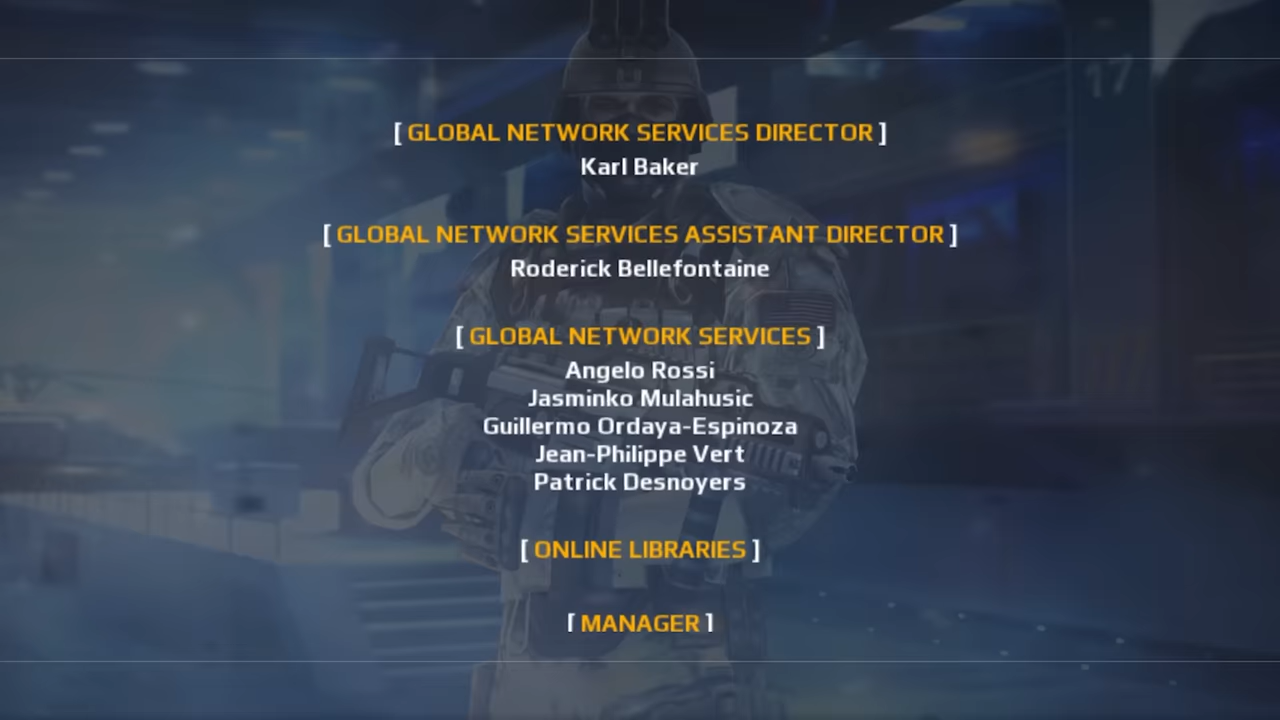 17
[ GLOBAL NETWORK SERVICES DIRECTOR ]
Karl Baker
[ GLOBAL NETWORK SERVICES ASSISTANT DIRECTOR ]
Roderick Bellefontaine
[ GLOBAL NETWORK SERVICES ]
Angelo Rossi
Jasminko Mulahusic
Guillermo Ordaya-Espinoza
Jean-Philippe Vert
Patrick Desnoyers
[ ONLINE LIBRARIES ]
[ MANAGER ]